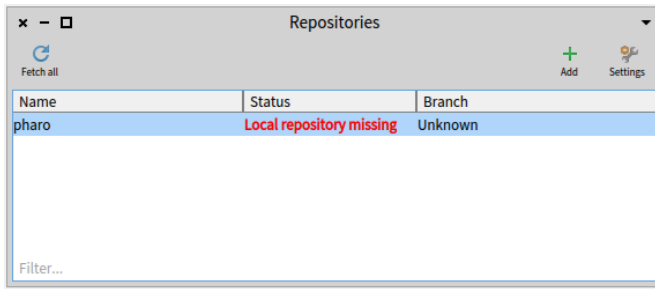 Repositories
Fetch all
Add
Settings
Name Status Branch
pharo Local repository missing Unknown
Filter...